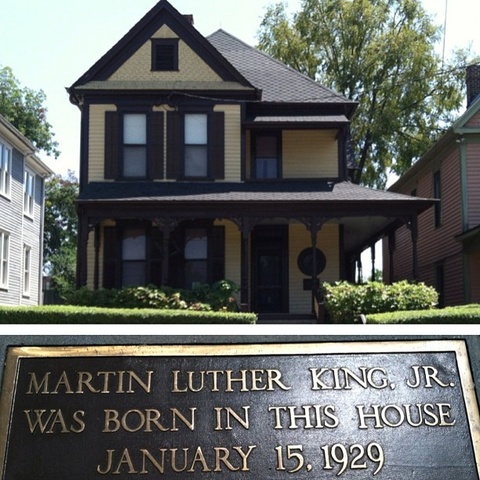 MARTIN LUTHER KING, JR.
WAS BORN IN THIS HOUSE
JANUARY 15, 1929